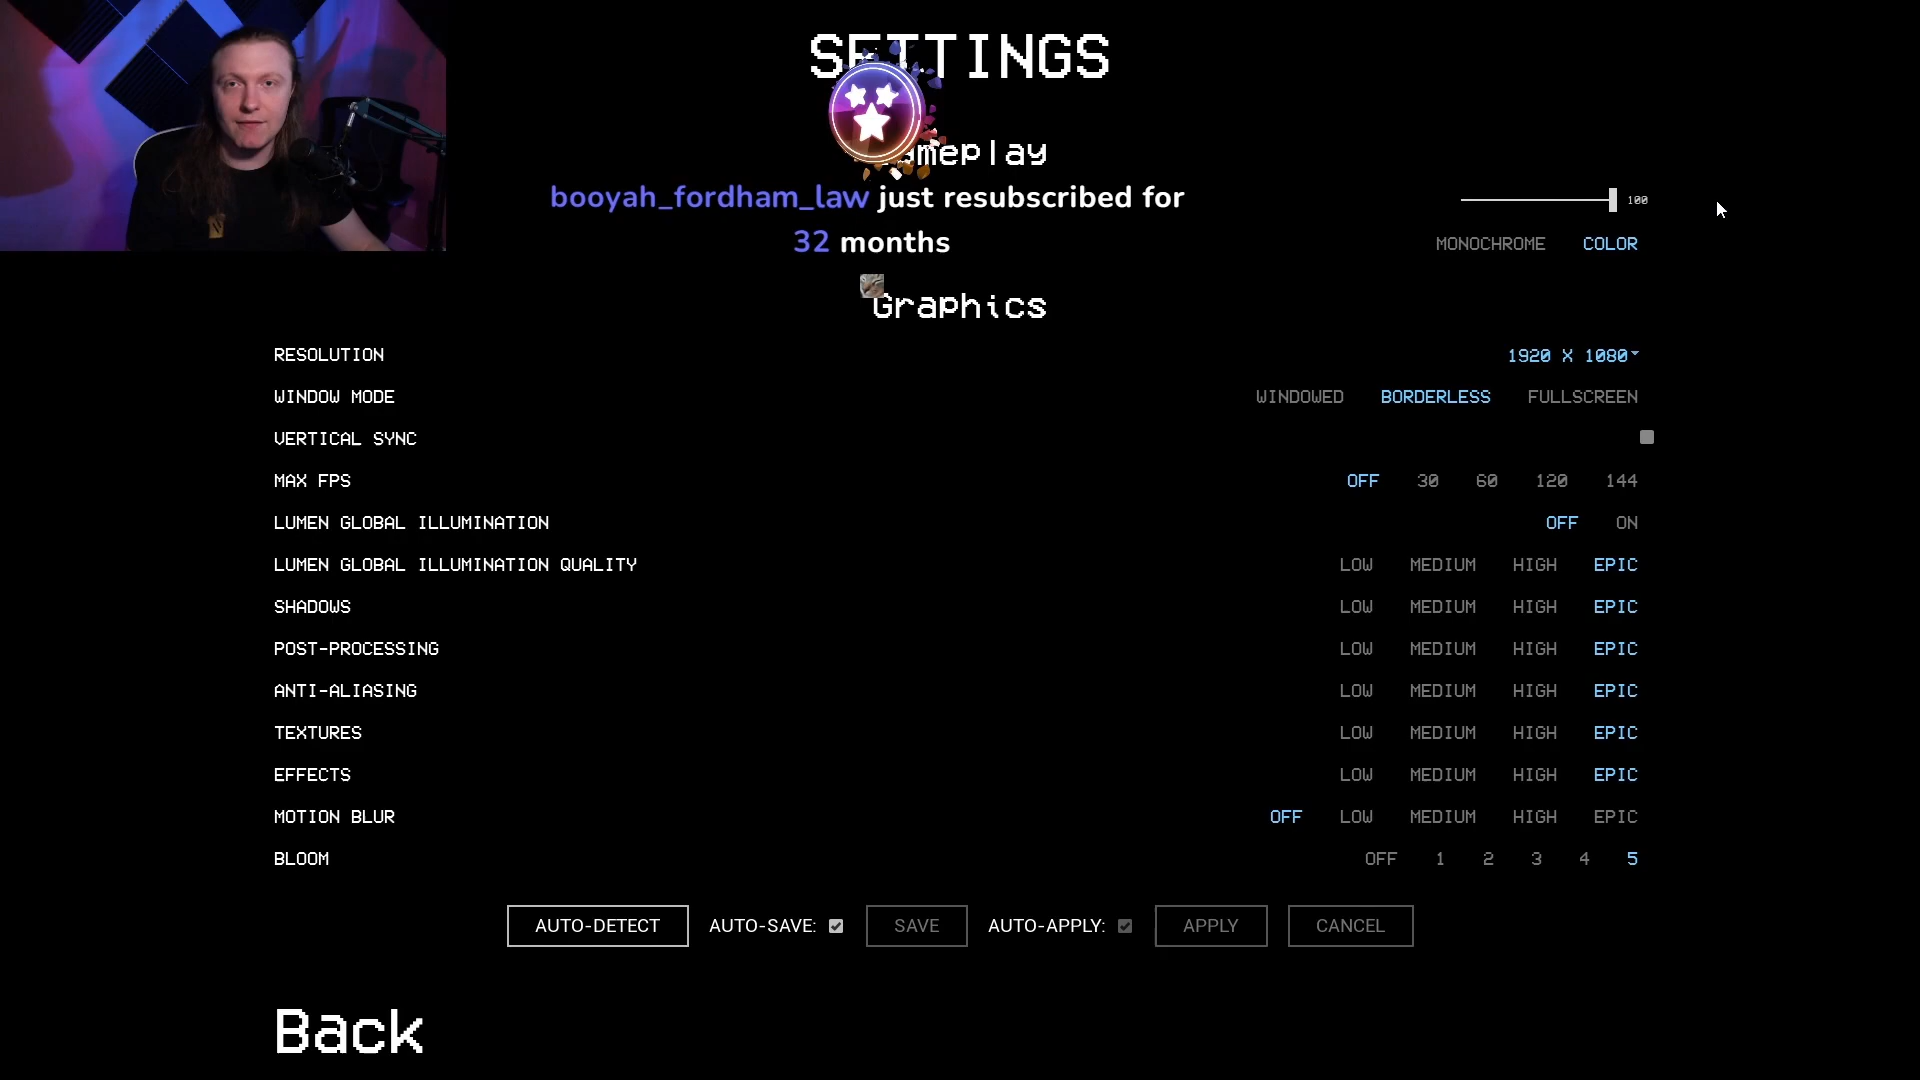 SETTINGS
Gameplay
booyah_fordham_law just resubscribed for
32 months
100
MONOCHROME COLOR
Graphics
RESOLUTION 1920 X 1080
WINDOW MODE WINDOWED BORDERLESS FULLSCREEN
VERTICAL SYNC
MAX FPS OFF 30 60 120 144
LUMEN GLOBAL ILLUMINATION OFF ON
LUMEN GLOBAL ILLUMINATION QUALITY LOW MEDIUM HIGH EPIC
SHADOWS LOW MEDIUM HIGH EPIC
POST-PROCESSING LOW MEDIUM HIGH EPIC
ANTI-ALIASING LOW MEDIUM HIGH EPIC
TEXTURES LOW MEDIUM HIGH EPIC
EFFECTS LOW MEDIUM HIGH EPIC
MOTION BLUR OFF LOW MEDIUM HIGH EPIC
BLOOM OFF 1 2 3 4 5
AUTO-DETECT AUTO-SAVE: SAVE AUTO-APPLY: APPLY CANCEL
Back